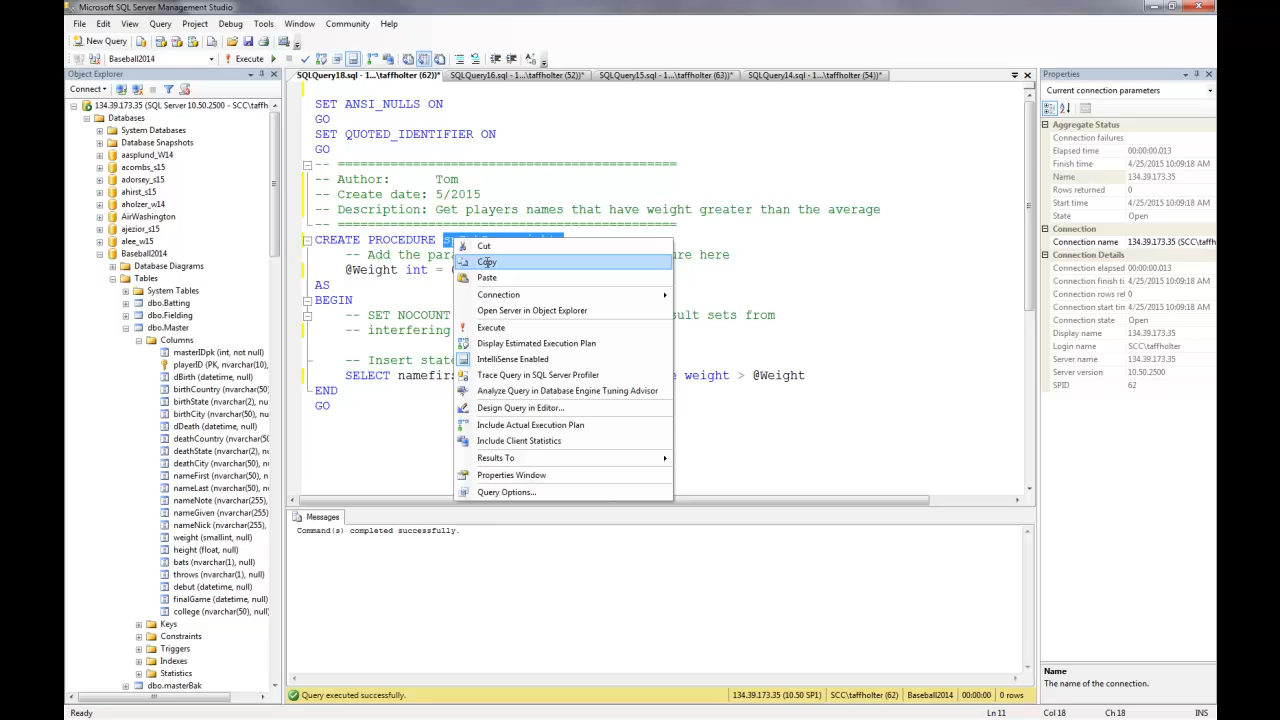 Microsoft SQL Server Management Studio
File Edit View Query Project Debug Tools Window Community Help
New Query
Baseball2014 Execute
Object Explorer
Connect
134.39.173.35 (SQL Server 10.50.2500 - SCC\taffh
Databases
System Databases
Database Snapshots
aasplund_W14
acombs_s15
adorsey_s15
ahirst_s15
aholzer_w14
AirWashington
alee_w15
Baseball2014
Database Diagrams
Tables
System Tables
dbo.Batting
dbo.Fielding
dbo.Master
Columns
masterIDpk (int, not null)
playerID (PK, nvarchar(10),
dBirth (datetime, null)
birthCountry (nvarchar(50),
birthState (nvarchar(2), null)
birthCity (nvarchar(50), null)
dDeath (datetime, null)
deathCountry (nvarchar(50),
deathState (nvarchar(2), null)
deathCity (nvarchar(50), null)
nameFirst (nvarchar(50), null)
nameLast (nvarchar(50), null)
nameNote (nvarchar(255),
nameGiven (nvarchar(255),
nameNick (nvarchar(255),
weight (smallint, null)
height (float, null)
bats (nvarchar(1), null)
throws (nvarchar(1), null)
debut (datetime, null)
finalGame (datetime, null)
college (nvarchar(50), null)
Keys
Constraints
Triggers
Indexes
Statistics
dbo.masterBak
SQLQuery18.sql - 1...\taffholter (62))* SQLQuery16.sql - 1...\taffholter (52))* SQLQuery15.sql - 1...\taffholter (63))* SQLQuery14.sql - 1...\taffholter (54))*
SET ANSI_NULLS ON
GO
SET QUOTED_IDENTIFIER ON
GO
-- =============================================
-- Author: Tom
-- Create date: 5/2015
-- Description: Get players names that have weight greater than the average
-- =============================================
CREATE PROCEDURE
-- Add the par ure here
@Weight int =
AS
BEGIN
-- SET NOCOUNT sult sets from
-- interfering
-- Insert stat
SELECT namefirs weight > @Weight
END
GO
Cut
Copy
Paste
Connection
Open Server in Object Explorer
Execute
Display Estimated Execution Plan
IntelliSense Enabled
Trace Query in SQL Server Profiler
Analyze Query in Database Engine Tuning Advisor
Design Query in Editor...
Include Actual Execution Plan
Include Client Statistics
Results To
Properties Window
Query Options...
Messages
Command(s) completed successfully.
Query executed successfully. 134.39.173.35 (10.50 SP1) SCC\taffholter (62) Baseball2014 00:00:00 0 rows
Properties
Current connection parameters
Aggregate Status
Connection failures
Elapsed time 00:00:00.013
Finish time 4/25/2015 10:09:18 AM
Name 134.39.173.35
Rows returned 0
Start time 4/25/2015 10:09:18 AM
State Open
Connection
Connection name 134.39.173.35 (SCC\t
Connection Details
Connection elapsed 00:00:00.013
Connection finish ti 4/25/2015 10:09:18 AM
Connection rows ret 0
Connection start tim 4/25/2015 10:09:18 AM
Connection state Open
Display name 134.39.173.35
Login name SCC\taffholter
Server name 134.39.173.35
Server version 10.50.2500
SPID 62
Name
The name of the connection.
Ready Ln 11 Col 18 Ch 18 INS